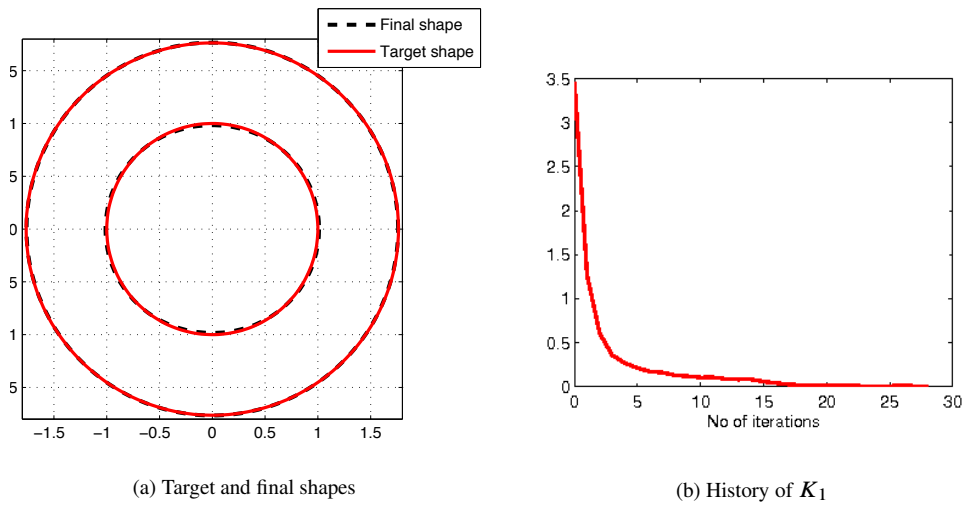 Final shape
Target shape
5
1
5
0
5
1
5
−1.5 −1 −0.5 0 0.5 1 1.5
(a) Target and final shapes
3.5
3
2.5
2
1.5
1
0.5
0
0 5 10 15 20 25 30
No of iterations
(b) History of K1